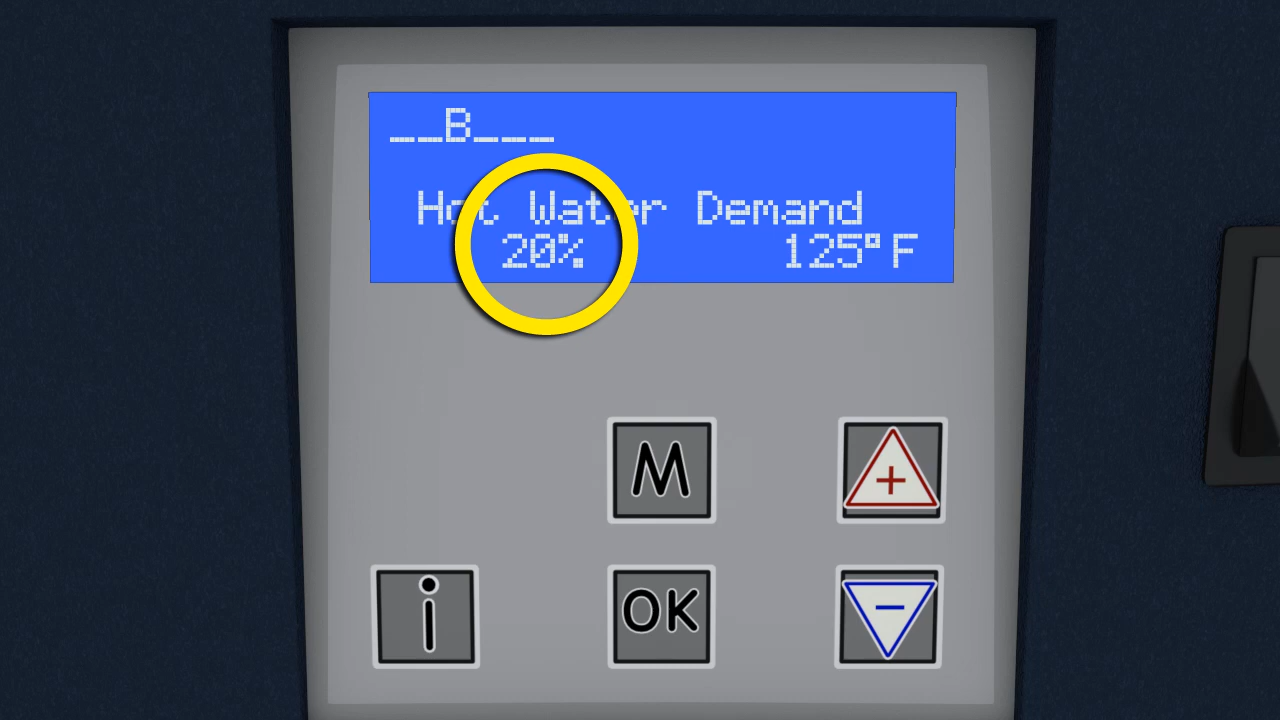 __B___
Hot Water Demand
20% 125°F
M
+
i
OK
−